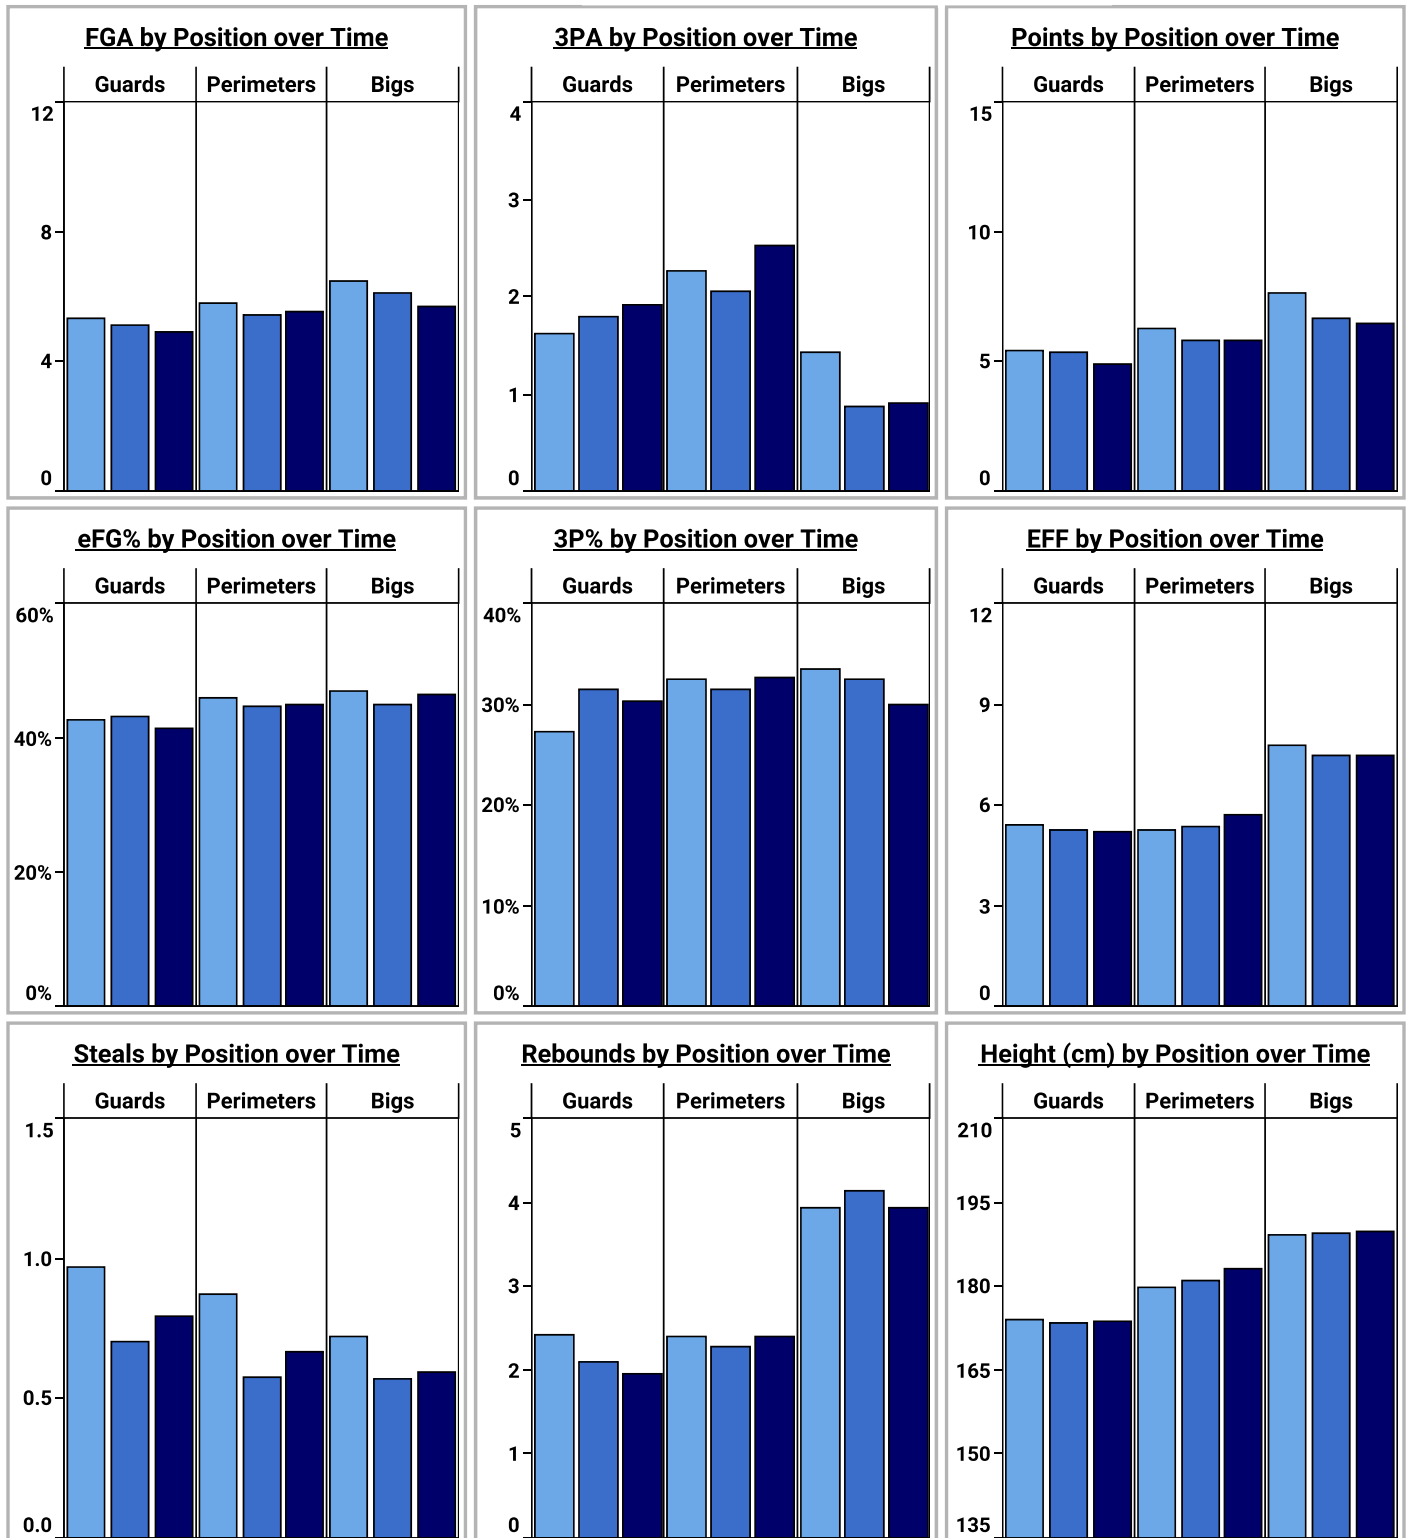 FGA by Position over Time
Guards Perimeters Bigs
12
8
4
0
3PA by Position over Time
Guards Perimeters Bigs
4
3
2
1
0
Points by Position over Time
Guards Perimeters Bigs
15
10
5
0
eFG% by Position over Time
Guards Perimeters Bigs
60%
40%
20%
0%
3P% by Position over Time
Guards Perimeters Bigs
40%
30%
20%
10%
0%
EFF by Position over Time
Guards Perimeters Bigs
12
9
6
3
0
Steals by Position over Time
Guards Perimeters Bigs
1.5
1.0
0.5
0.0
Rebounds by Position over Time
Guards Perimeters Bigs
5
4
3
2
1
0
Height (cm) by Position over Time
Guards Perimeters Bigs
210
195
180
165
150
135